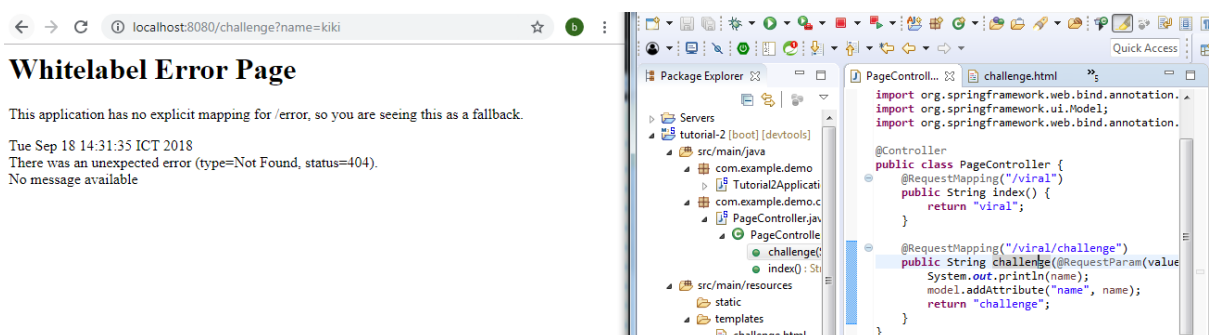 localhost:8080/challenge?name=kiki
b
Whitelabel Error Page
This application has no explicit mapping for /error, so you are seeing this as a fallback.
Tue Sep 18 14:31:35 ICT 2018
There was an unexpected error (type=Not Found, status=404).
No message available
Quick Access
Package Explorer
Servers
tutorial-2 [boot] [devtools]
src/main/java
com.example.demo
Tutorial2Applicati
com.example.demo.c
PageController.jav
PageControlle
challenge(S
index() : Str
src/main/resources
static
templates
challenge.html
PageControll...
challenge.html
»5
import org.springframework.web.bind.annotation.
import org.springframework.ui.Model;
import org.springframework.web.bind.annotation.
@Controller
public class PageController {
@RequestMapping("/viral")
public String index() {
return "viral";
}
@RequestMapping("/viral/challenge")
public String challenge(@RequestParam(value
System.out.println(name);
model.addAttribute("name", name);
return "challenge";
}
}